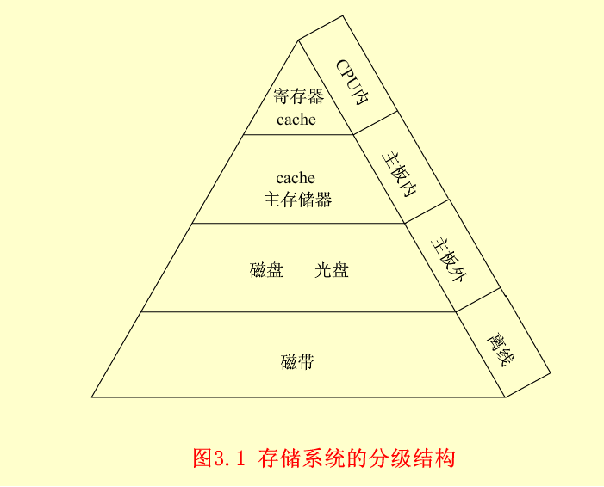 CPU内
寄存器
cache
主板内
cache
主存储器
主板外
磁盘 光盘
离线
磁带
图3.1 存储系统的分级结构